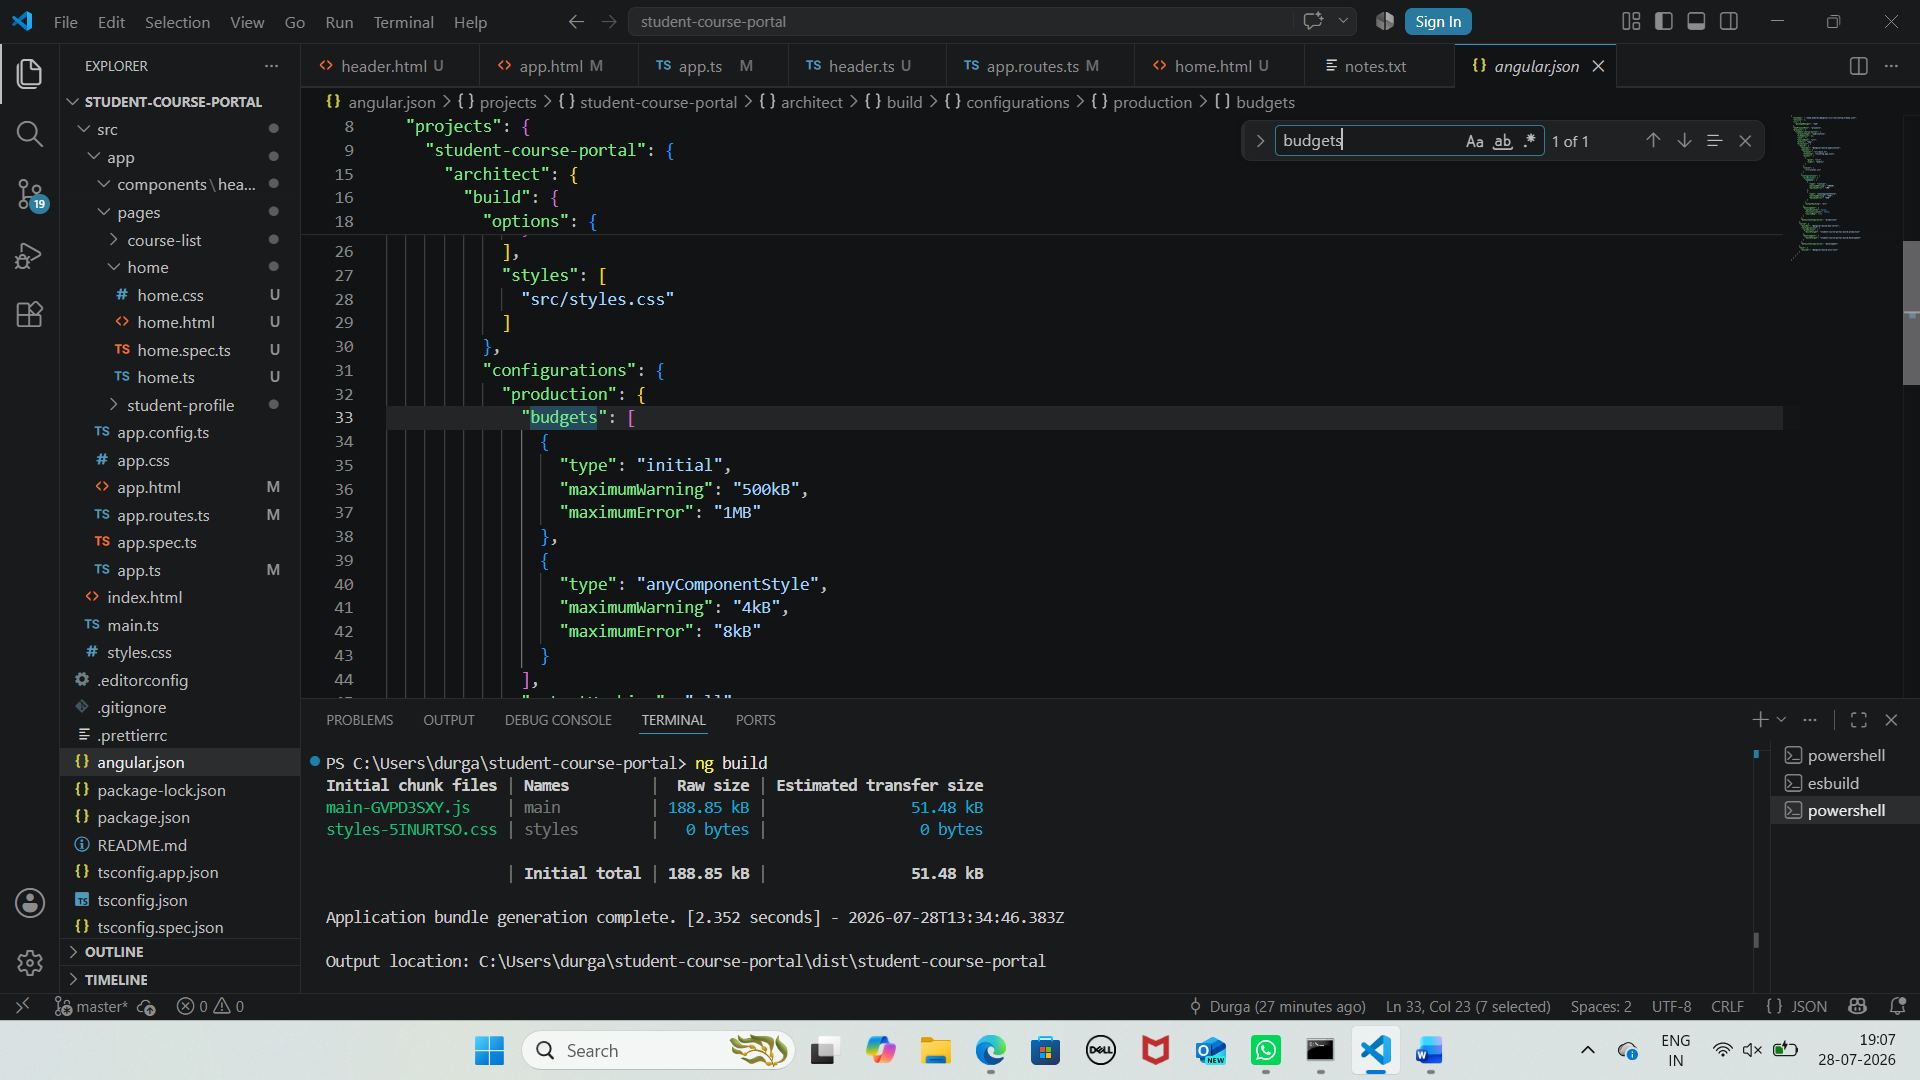 File Edit Selection View Go Run Terminal Help
student-course-portal
Sign In
EXPLORER
STUDENT-COURSE-PORTAL
src
app
components\hea...
pages
course-list
home
home.css U
home.html U
home.spec.ts U
home.ts U
student-profile
app.config.ts
app.css
app.html M
app.routes.ts M
app.spec.ts
app.ts M
index.html
main.ts
styles.css
.editorconfig
.gitignore
.prettierrc
angular.json
package-lock.json
package.json
README.md
tsconfig.app.json
tsconfig.json
tsconfig.spec.json
OUTLINE
TIMELINE
19
header.html U
app.html M
app.ts M
header.ts U
app.routes.ts M
home.html U
notes.txt
angular.json
angular.json > {} projects > {} student-course-portal > {} architect > {} build > {} configurations > {} production > [] budgets
budgets
Aa ab .* 1 of 1
8 "projects": {
9 "student-course-portal": {
15 "architect": {
16 "build": {
18 "options": {
26 ],
27 "styles": [
28 "src/styles.css"
29 ]
30 },
31 "configurations": {
32 "production": {
33 "budgets": [
34 {
35 "type": "initial",
36 "maximumWarning": "500kB",
37 "maximumError": "1MB"
38 },
39 {
40 "type": "anyComponentStyle",
41 "maximumWarning": "4kB",
42 "maximumError": "8kB"
43 }
44 ],
PROBLEMS OUTPUT DEBUG CONSOLE TERMINAL PORTS
PS C:\Users\durga\student-course-portal> ng build
Initial chunk files | Names | Raw size | Estimated transfer size
main-GVPD3SXY.js | main | 188.85 kB | 51.48 kB
styles-5INURTSO.css | styles | 0 bytes | 0 bytes
| Initial total | 188.85 kB | 51.48 kB
Application bundle generation complete. [2.352 seconds] - 2026-07-28T13:34:46.383Z
Output location: C:\Users\durga\student-course-portal\dist\student-course-portal
powershell
esbuild
powershell
master* 0 0
Durga (27 minutes ago) Ln 33, Col 23 (7 selected) Spaces: 2 UTF-8 CRLF {} JSON
Search
DELL
NEW
ENG
IN
19:07
28-07-2026